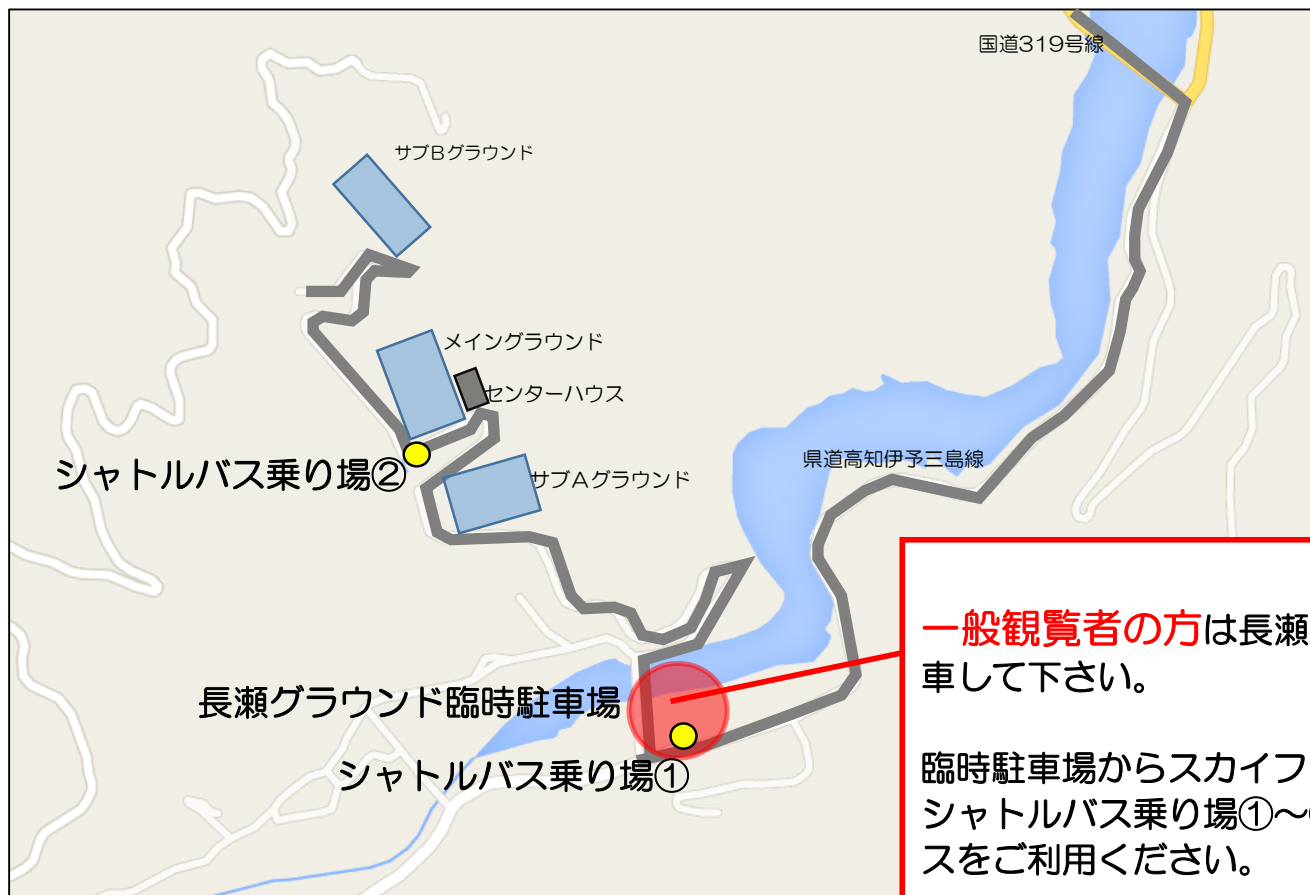 国道319号線
サブBグラウンド
メイングラウンド
センターハウス
シャトルバス乗り場②
サブAグラウンド
県道高知伊予三島線
長瀬グラウンド臨時駐車場
シャトルバス乗り場①
一般観覧者の方は長瀬
車して下さい。
臨時駐車場からスカイフ
シャトルバス乗り場①~
スをご利用ください。